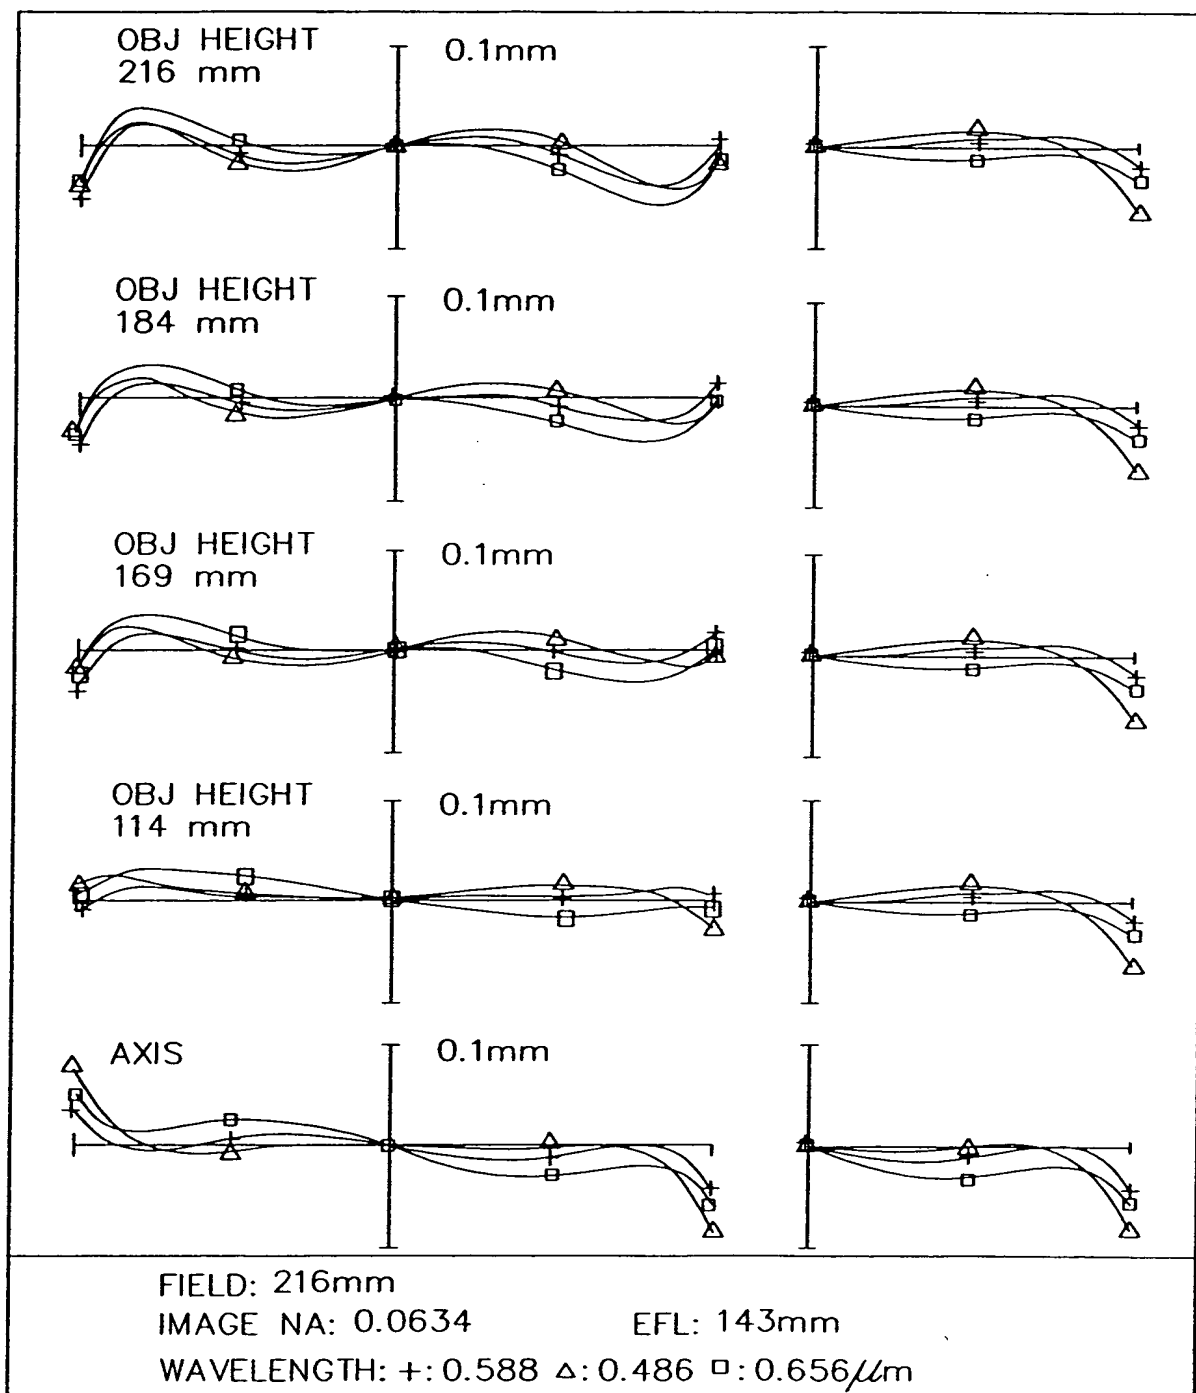 OBJ HEIGHT
216 mm
0.1mm
OBJ HEIGHT
184 mm
0.1mm
OBJ HEIGHT
169 mm
0.1mm
OBJ HEIGHT
114 mm
0.1mm
AXIS
0.1mm
FIELD: 216mm
IMAGE NA: 0.0634 EFL: 143mm
WAVELENGTH: +: 0.588 △: 0.486 □: 0.656/μm